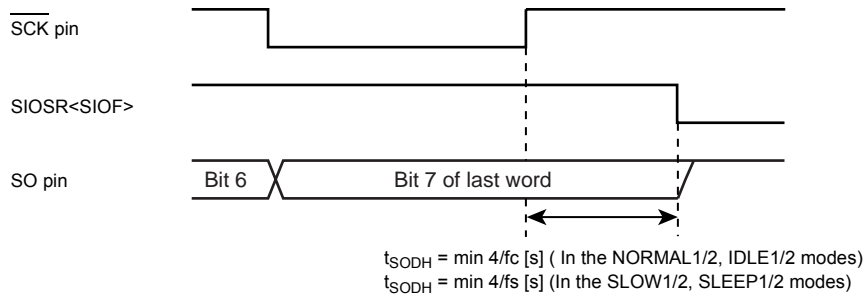 SCK pin
SIOSR<SIOF>
SO pin
Bit 6
Bit 7 of last word
tSODH = min 4/fc [s] ( In the NORMAL1/2, IDLE1/2 modes)
tSODH = min 4/fs [s] (In the SLOW1/2, SLEEP1/2 modes)